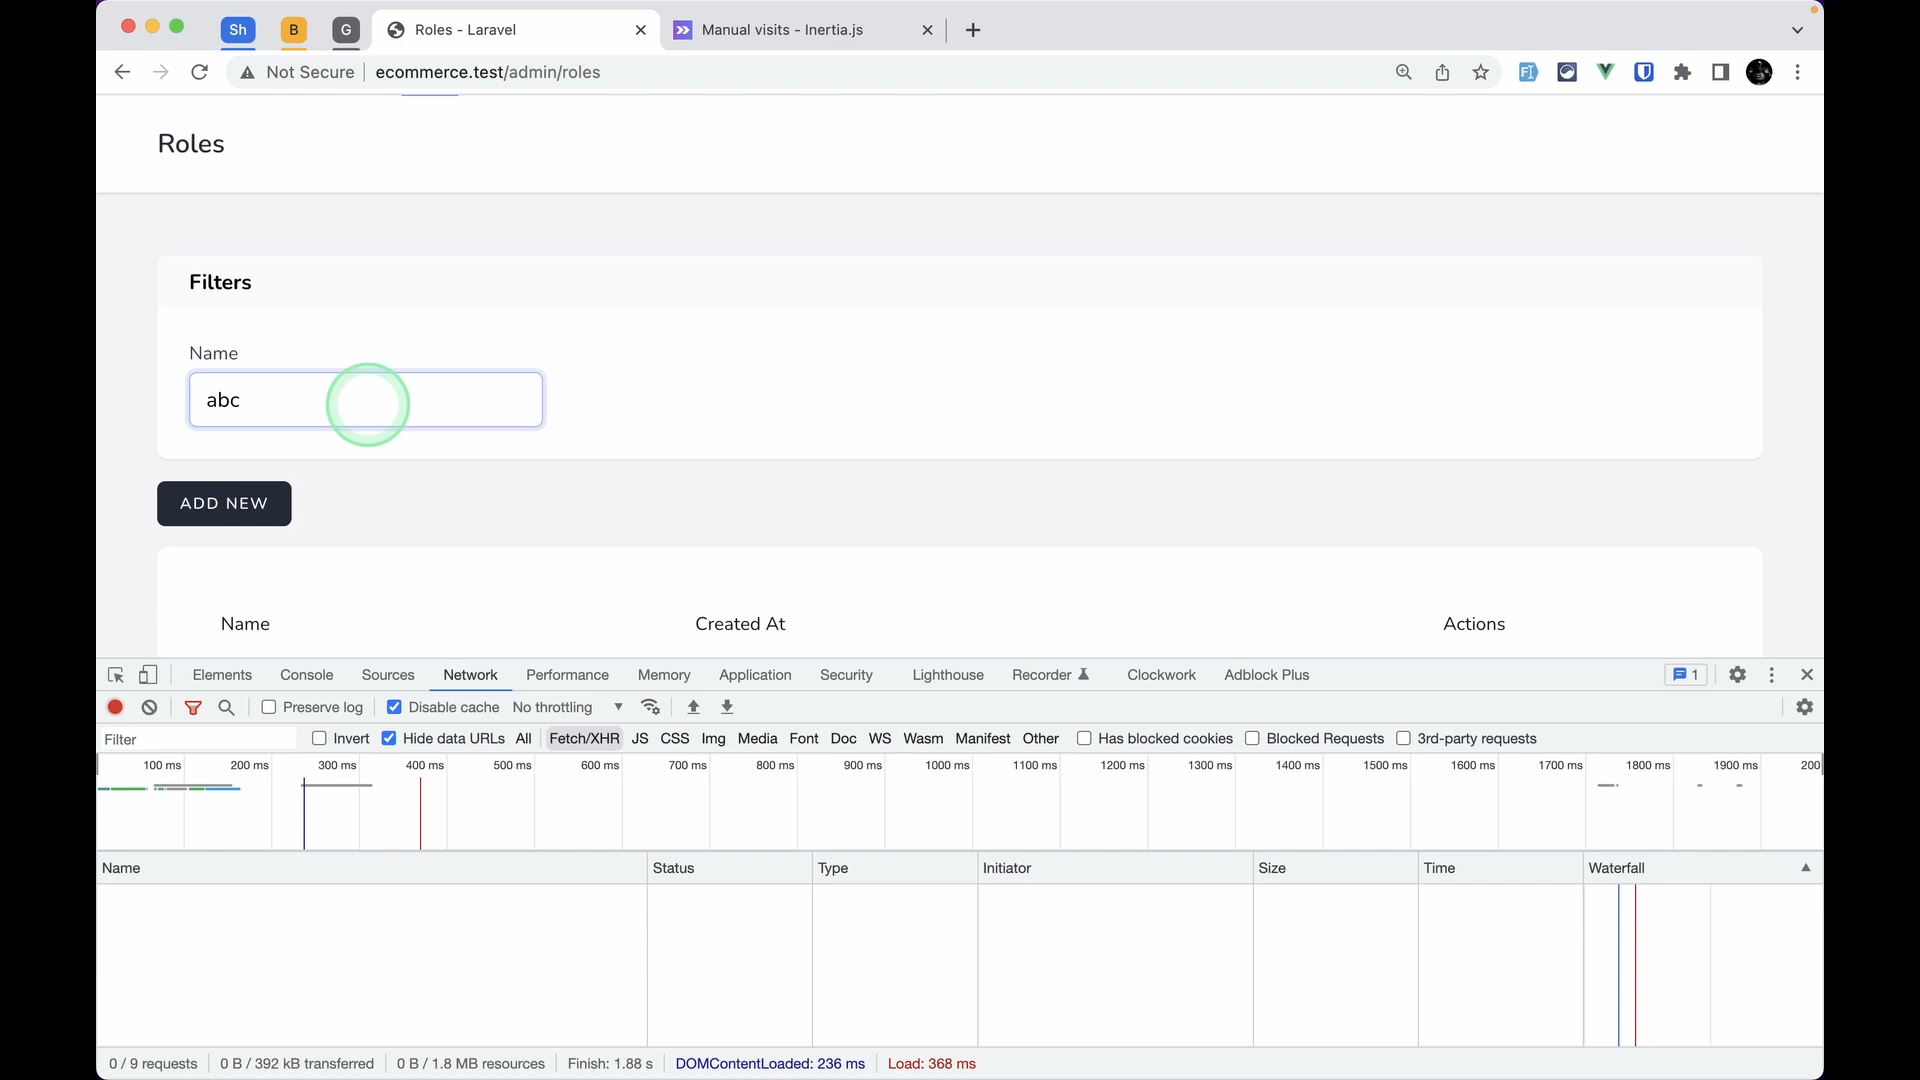 Sh B G Roles - Laravel Manual visits - Inertia.js
Not Secure ecommerce.test/admin/roles
Roles
Filters
Name
abc
ADD NEW
Name Created At Actions
Elements Console Sources Network Performance Memory Application Security Lighthouse Recorder Clockwork Adblock Plus 1
Preserve log Disable cache No throttling
Filter Invert Hide data URLs All Fetch/XHR JS CSS Img Media Font Doc WS Wasm Manifest Other Has blocked cookies Blocked Requests 3rd-party requests
100 ms 200 ms 300 ms 400 ms 500 ms 600 ms 700 ms 800 ms 900 ms 1000 ms 1100 ms 1200 ms 1300 ms 1400 ms 1500 ms 1600 ms 1700 ms 1800 ms 1900 ms 200
Name Status Type Initiator Size Time Waterfall
0 / 9 requests 0 B / 392 kB transferred 0 B / 1.8 MB resources Finish: 1.88 s DOMContentLoaded: 236 ms Load: 368 ms